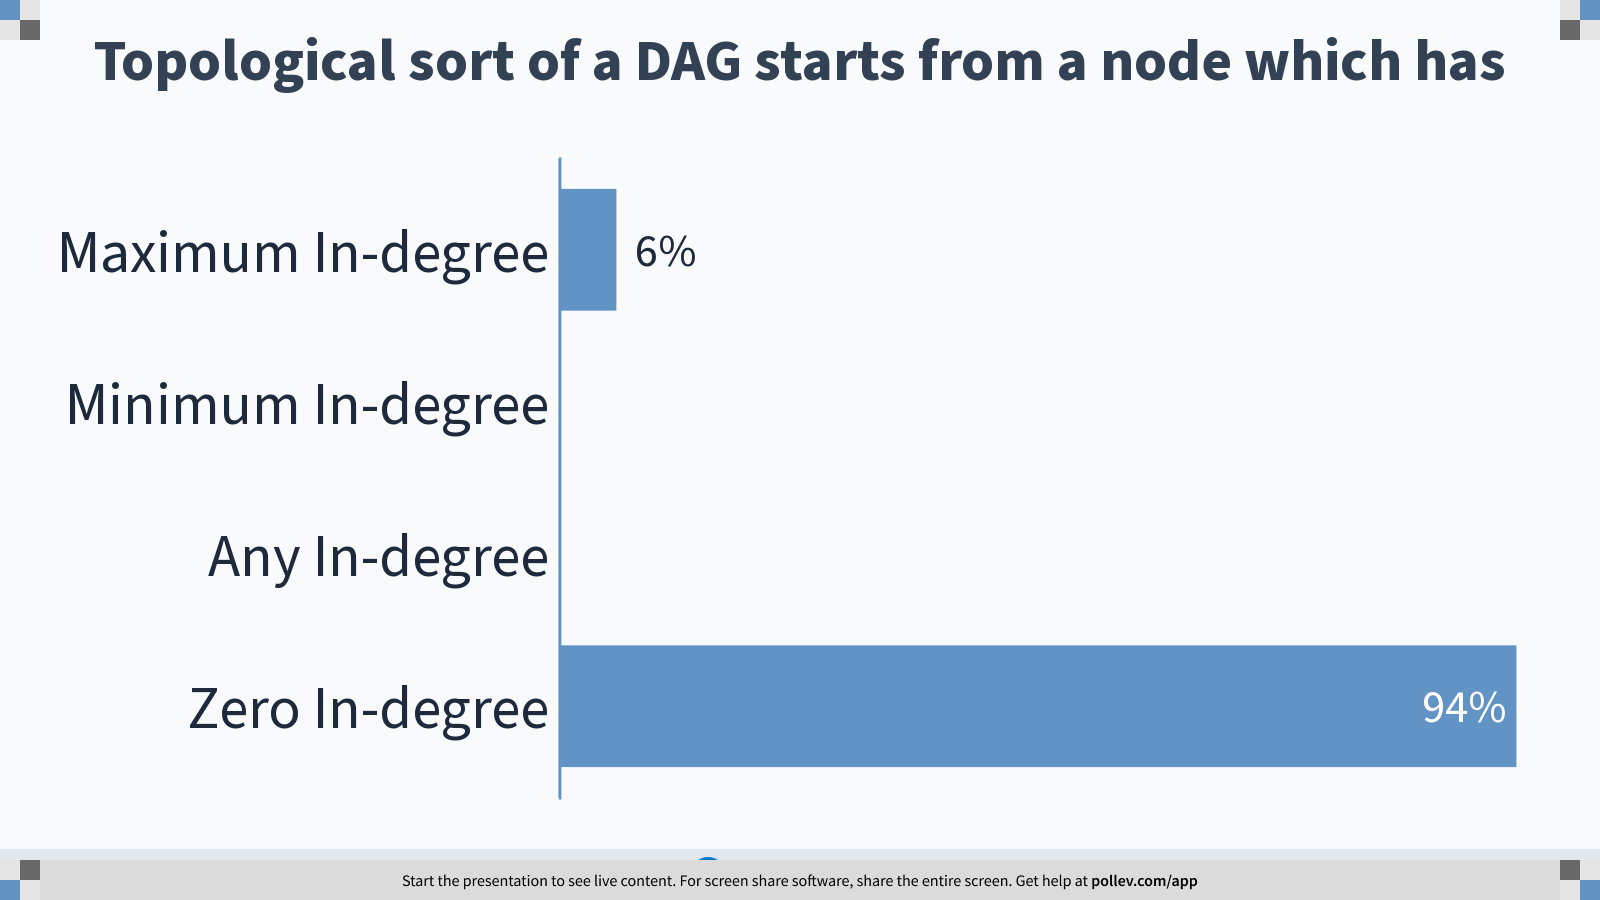 Topological sort of a DAG starts from a node which has
Maximum In-degree 6%
Minimum In-degree
Any In-degree
Zero In-degree 94%
Start the presentation to see live content. For screen share software, share the entire screen. Get help at pollev.com/app